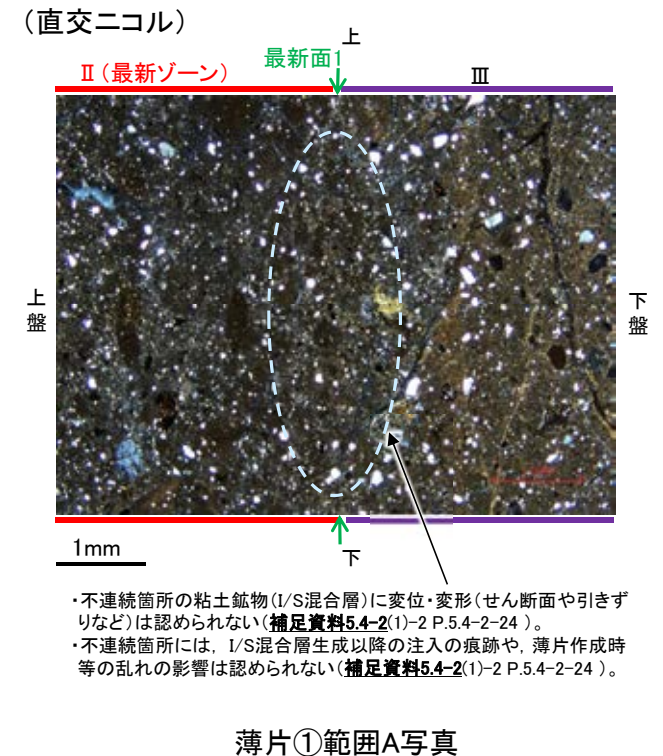 （直交ニコル）
上
最新面1
Ⅱ（最新ゾーン）
Ⅲ
上盤
下盤
1mm
下
・不連続箇所の粘土鉱物(I/S混合層)に変位・変形(せん断面や引きず
りなど)は認められない(補足資料5.4-2(1)-2 P.5.4-2-24 )。
・不連続箇所には，I/S混合層生成以降の注入の痕跡や，薄片作成時
等の乱れの影響は認められない(補足資料5.4-2(1)-2 P.5.4-2-24 )。
薄片①範囲A写真